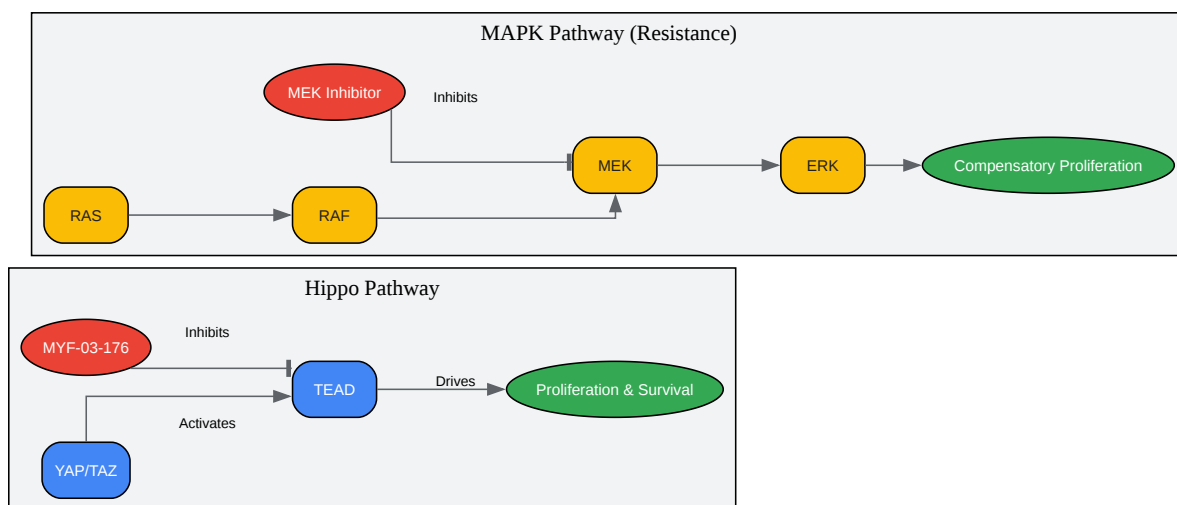 MAPK Pathway (Resistance)
MEK Inhibitor
Inhibits
MEK
ERK
Compensatory Proliferation
RAS
RAF
Hippo Pathway
MYF-03-176
Inhibits
TEAD
Drives
Proliferation & Survival
Activates
YAP/TAZ